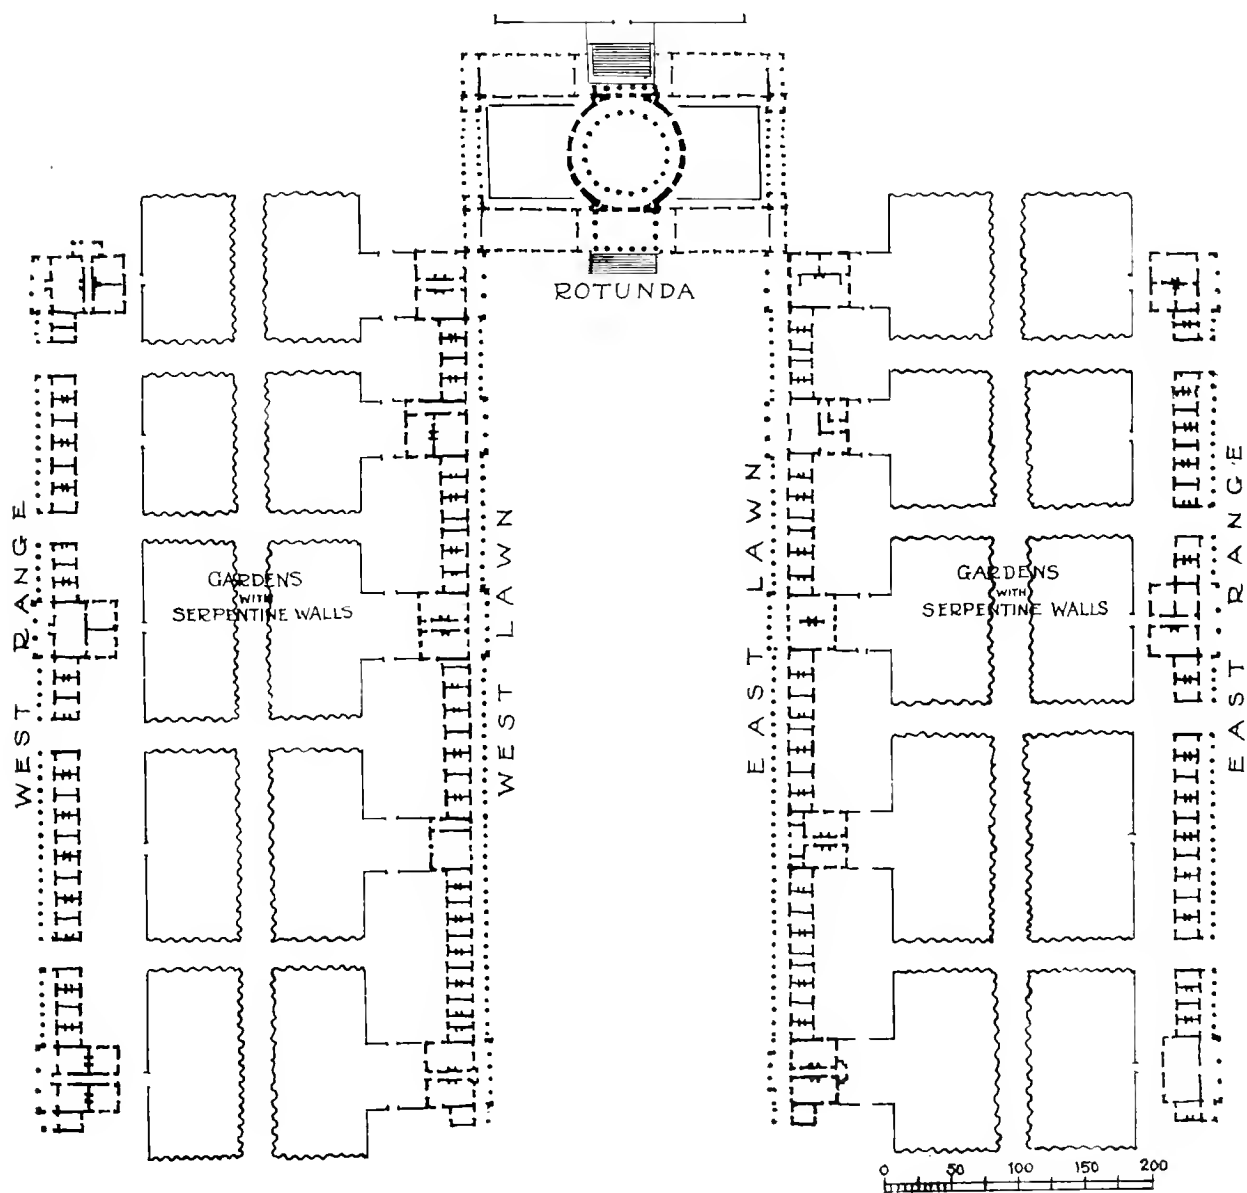 ROTUNDA
WEST RANGE
GARDENS
WITH
SERPENTINE WALLS
WEST LAWN
EAST LAWN
GARDENS
WITH
SERPENTINE WALLS
EAST RANGE
0 50 100 150 200